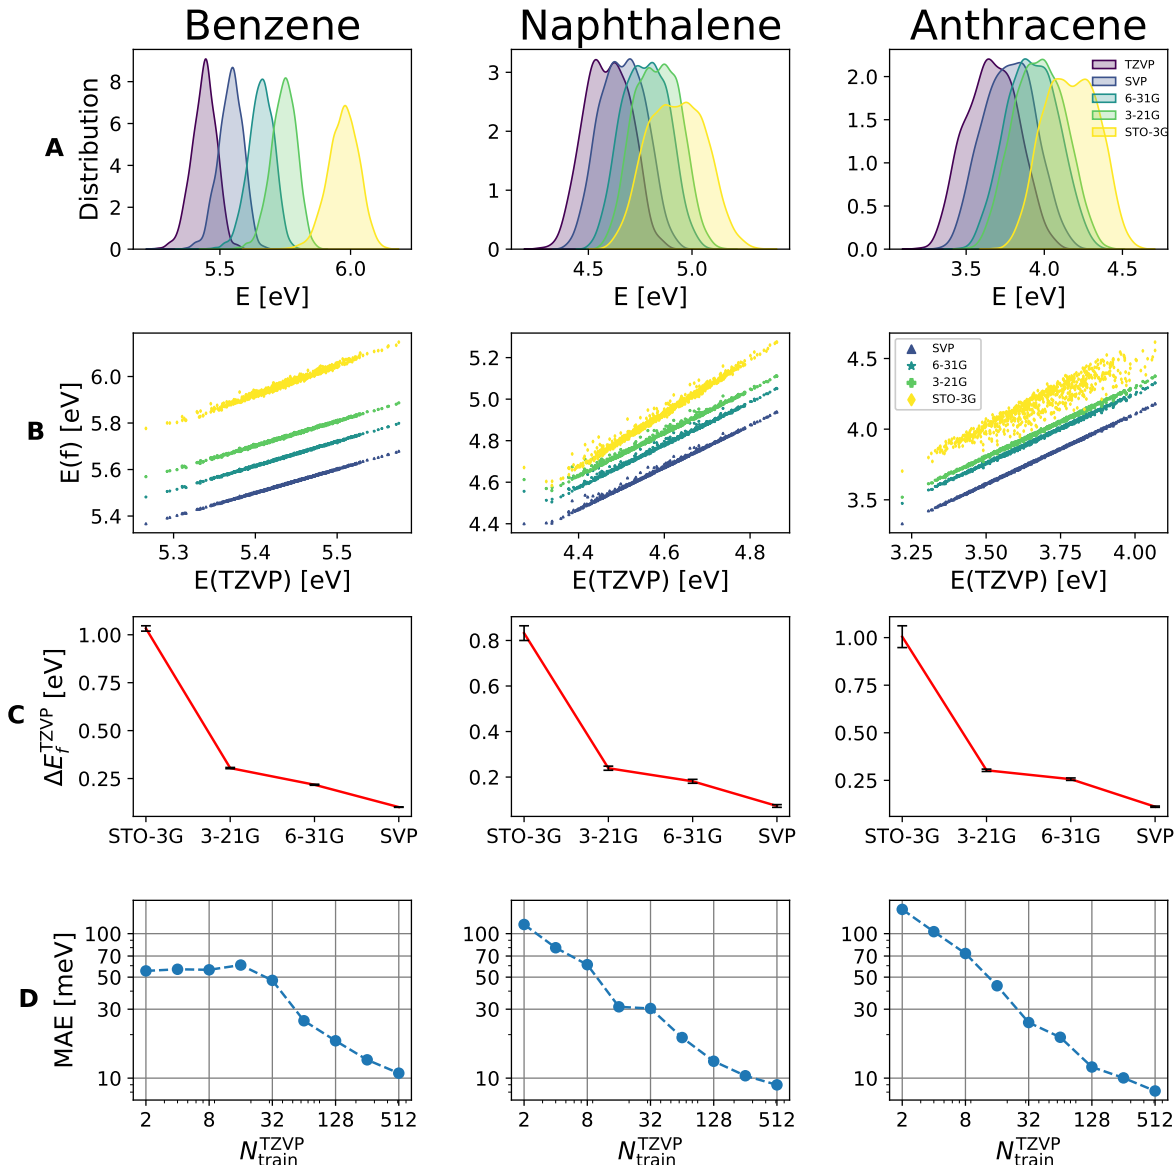 Benzene Naphthalene Anthracene
A
Distribution
8
6
4
2
0
5.5 6.0
E [eV]
3
2
1
0
4.5 5.0
E [eV]
2.0
1.5
1.0
0.5
0.0
3.5 4.0 4.5
E [eV]
TZVP
SVP
6-31G
3-21G
STO-3G
B
E(f) [eV]
6.0
5.8
5.6
5.4
5.3 5.4 5.5
E(TZVP) [eV]
5.2
5.0
4.8
4.6
4.4
4.4 4.6 4.8
E(TZVP) [eV]
4.5
4.0
3.5
3.25 3.50 3.75 4.00
E(TZVP) [eV]
SVP
6-31G
3-21G
STO-3G
C
ΔE_f^TZVP [eV]
1.00
0.75
0.50
0.25
STO-3G 3-21G 6-31G SVP
0.8
0.6
0.4
0.2
STO-3G 3-21G 6-31G SVP
1.00
0.75
0.50
0.25
STO-3G 3-21G 6-31G SVP
D
MAE [meV]
100
70
50
30
10
2 8 32 128 512
N_train^TZVP
100
70
50
30
10
2 8 32 128 512
N_train^TZVP
100
70
50
30
10
2 8 32 128 512
N_train^TZVP